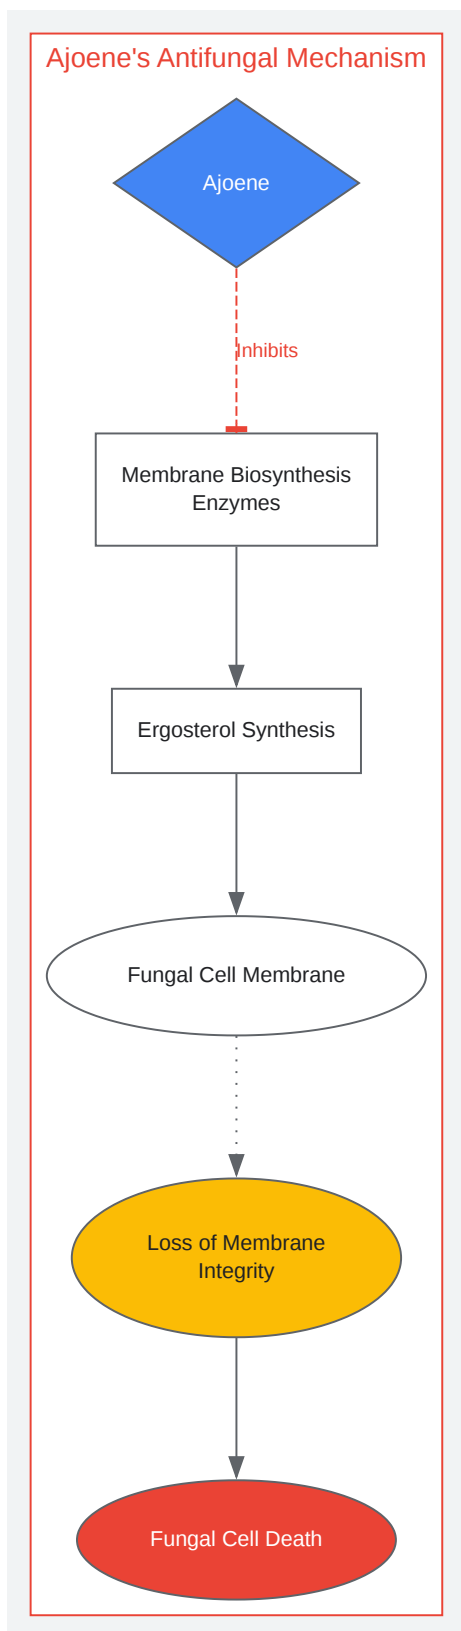 Ajoene's Antifungal Mechanism
Ajoene
Inhibits
Membrane Biosynthesis
Enzymes
Ergosterol Synthesis
Fungal Cell Membrane
Loss of Membrane
Integrity
Fungal Cell Death